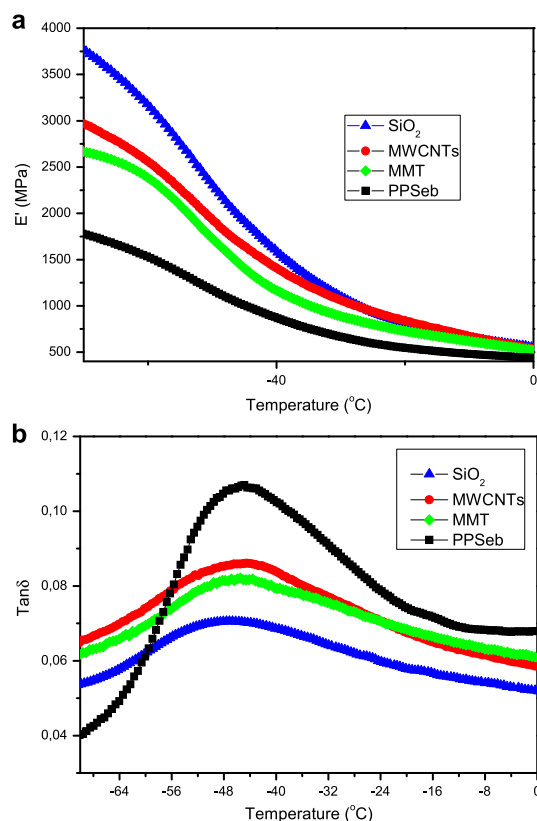 a
4000
3500
3000
2500
2000
1500
1000
500
E' (MPa)
SiO₂
MWCNTs
MMT
PPSeb
-40
0
Temperature (°C)
b
0,12
0,10
0,08
0,06
0,04
Tanδ
SiO₂
MWCNTs
MMT
PPSeb
-64 -56 -48 -40 -32 -24 -16 -8 0
Temperature (°C)